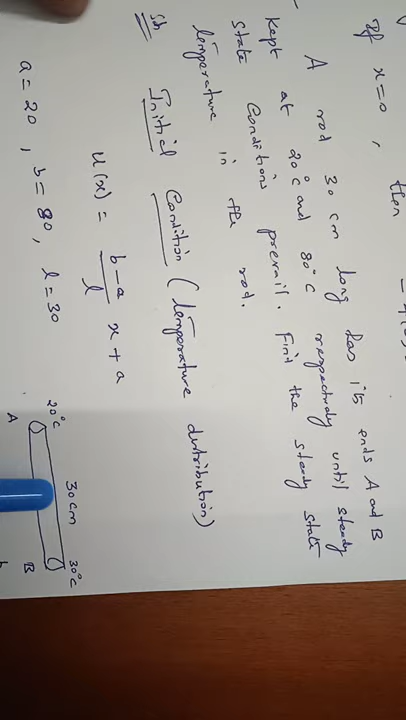 If x=0, then
A rod 30 cm long has its ends A and B
kept at 20°C and 80°C respectively until steady
state conditions prevail. Find the steady state
temperature in the rod.
Sol
Initial Condition (temperature distribution)
u(x) = b-a/l x + a
a = 20, b = 80, l = 30
20°C 30cm 30°C
A B